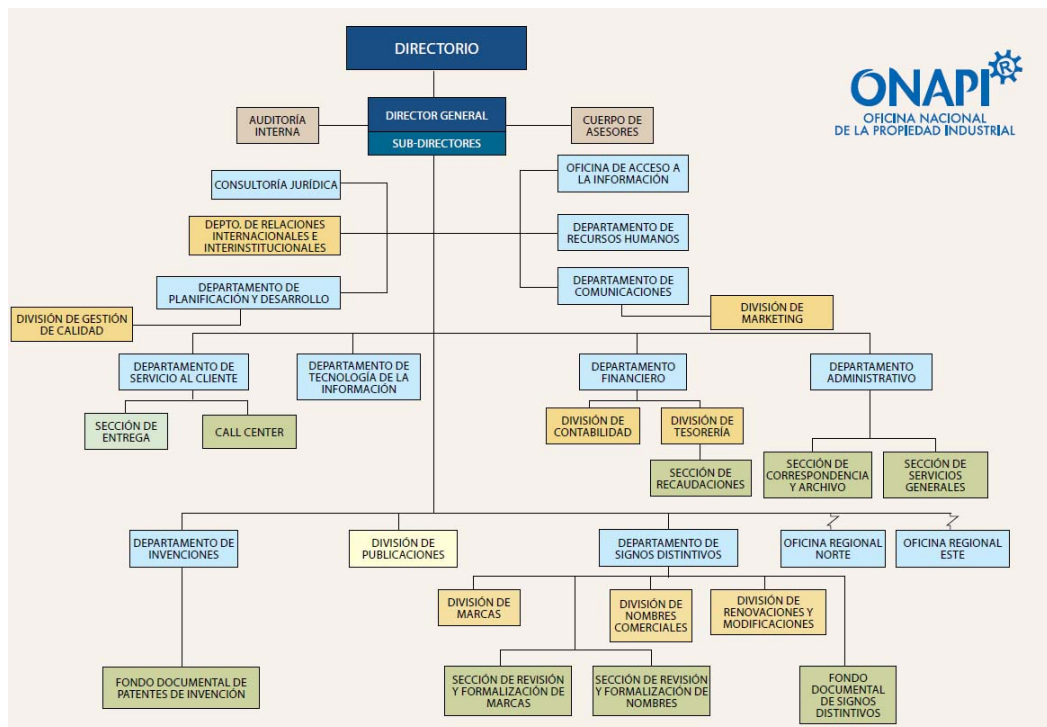 DIRECTORIO
ONAPI
R
OFICINA NACIONAL
DE LA PROPIEDAD INDUSTRIAL
AUDITORÍA
INTERNA
DIRECTOR GENERAL
SUB-DIRECTORES
CUERPO DE
ASESORES
CONSULTORÍA JURÍDICA
OFICINA DE ACCESO A
LA INFORMACIÓN
DEPTO. DE RELACIONES
INTERNACIONALES E
INTERINSTITUCIONALES
DEPARTAMENTO DE
RECURSOS HUMANOS
DEPARTAMENTO DE
PLANIFICACIÓN Y DESARROLLO
DEPARTAMENTO DE
COMUNICACIONES
DIVISIÓN DE GESTIÓN
DE CALIDAD
DIVISIÓN DE
MARKETING
DEPARTAMENTO DE
SERVICIO AL CLIENTE
DEPARTAMENTO DE
TECNOLOGÍA DE LA
INFORMACIÓN
DEPARTAMENTO
FINANCIERO
DEPARTAMENTO
ADMINISTRATIVO
SECCIÓN DE
ENTREGA
CALL CENTER
DIVISIÓN DE
CONTABILIDAD
DIVISIÓN DE
TESORERÍA
SECCIÓN DE
RECAUDACIONES
SECCIÓN DE
CORRESPONDENCIA
Y ARCHIVO
SECCIÓN DE
SERVICIOS
GENERALES
DEPARTAMENTO DE
INVENCIONES
DIVISIÓN DE
PUBLICACIONES
DEPARTAMENTO DE
SIGNOS DISTINTIVOS
OFICINA REGIONAL
NORTE
OFICINA REGIONAL
ESTE
DIVISIÓN DE
MARCAS
DIVISIÓN DE
NOMBRES
COMERCIALES
DIVISIÓN DE
RENOVACIONES Y
MODIFICACIONES
FONDO DOCUMENTAL DE
PATENTES DE INVENCIÓN
SECCIÓN DE REVISIÓN
Y FORMALIZACIÓN DE
MARCAS
SECCIÓN DE REVISIÓN
Y FORMALIZACIÓN DE
NOMBRES
FONDO
DOCUMENTAL
DE SIGNOS
DISTINTIVOS